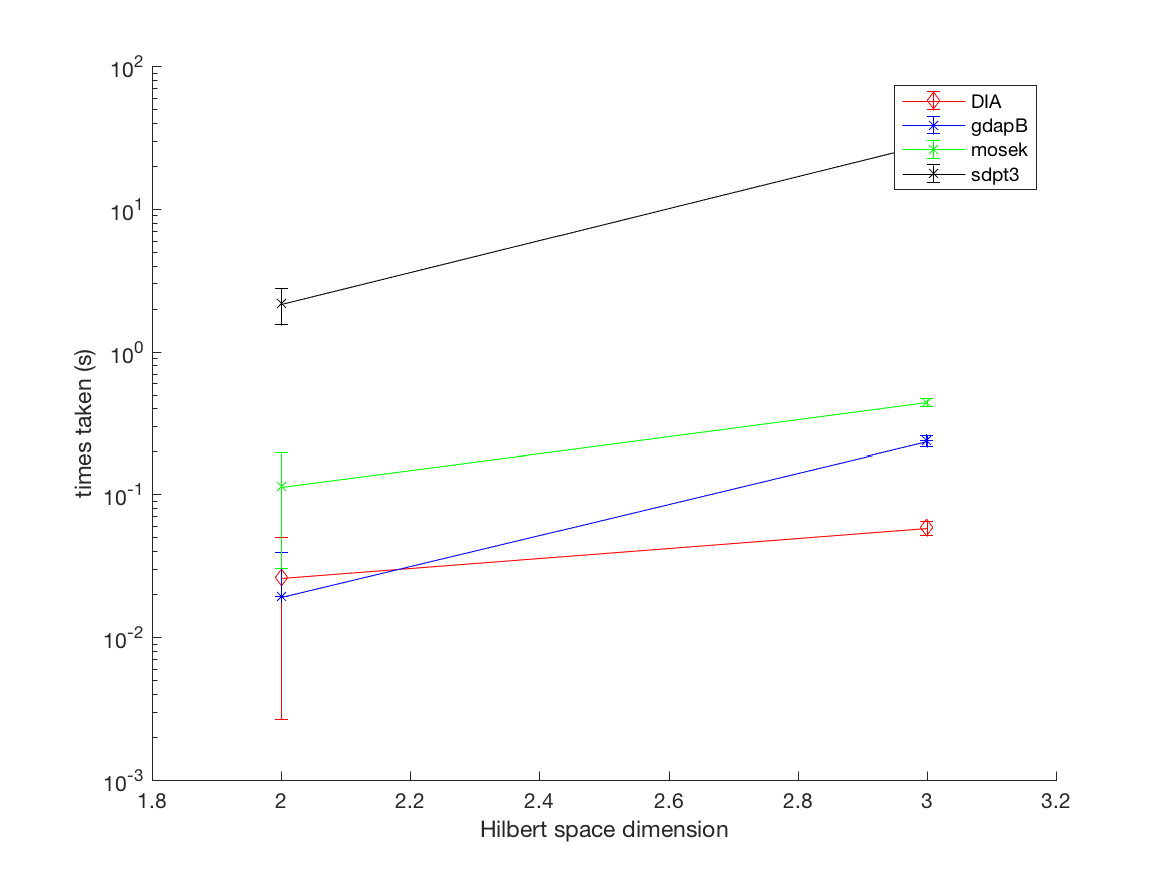 10^2
10^1
10^0
10^-1
10^-2
10^-3
times taken (s)
DIA
gdapB
mosek
sdpt3
1.8 2 2.2 2.4 2.6 2.8 3 3.2
Hilbert space dimension